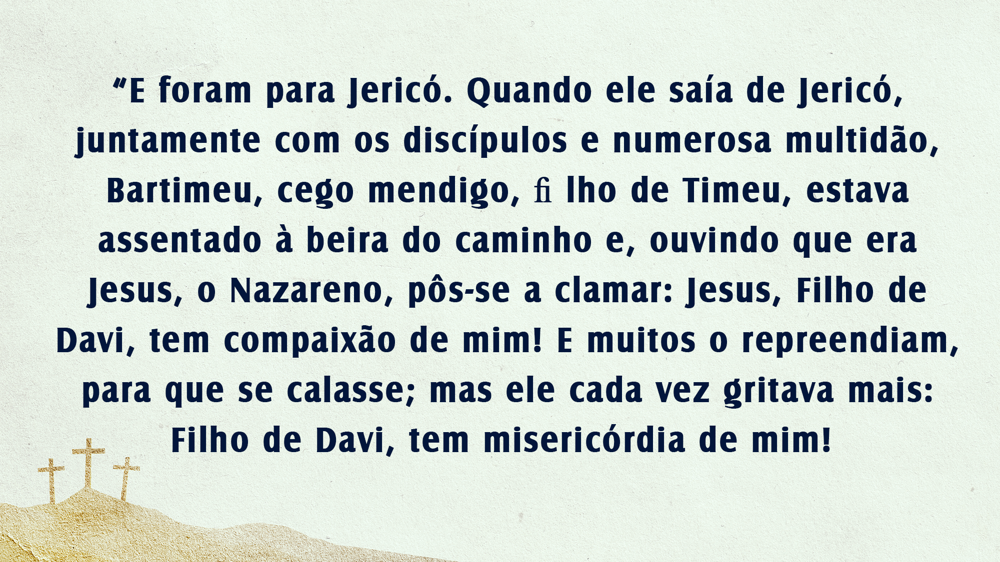 “E foram para Jericó. Quando ele saía de Jericó,
juntamente com os discípulos e numerosa multidão,
Bartimeu, cego mendigo, ﬁ lho de Timeu, estava
assentado à beira do caminho e, ouvindo que era
Jesus, o Nazareno, pôs-se a clamar: Jesus, Filho de
Davi, tem compaixão de mim! E muitos o repreendiam,
para que se calasse; mas ele cada vez gritava mais:
Filho de Davi, tem misericórdia de mim!